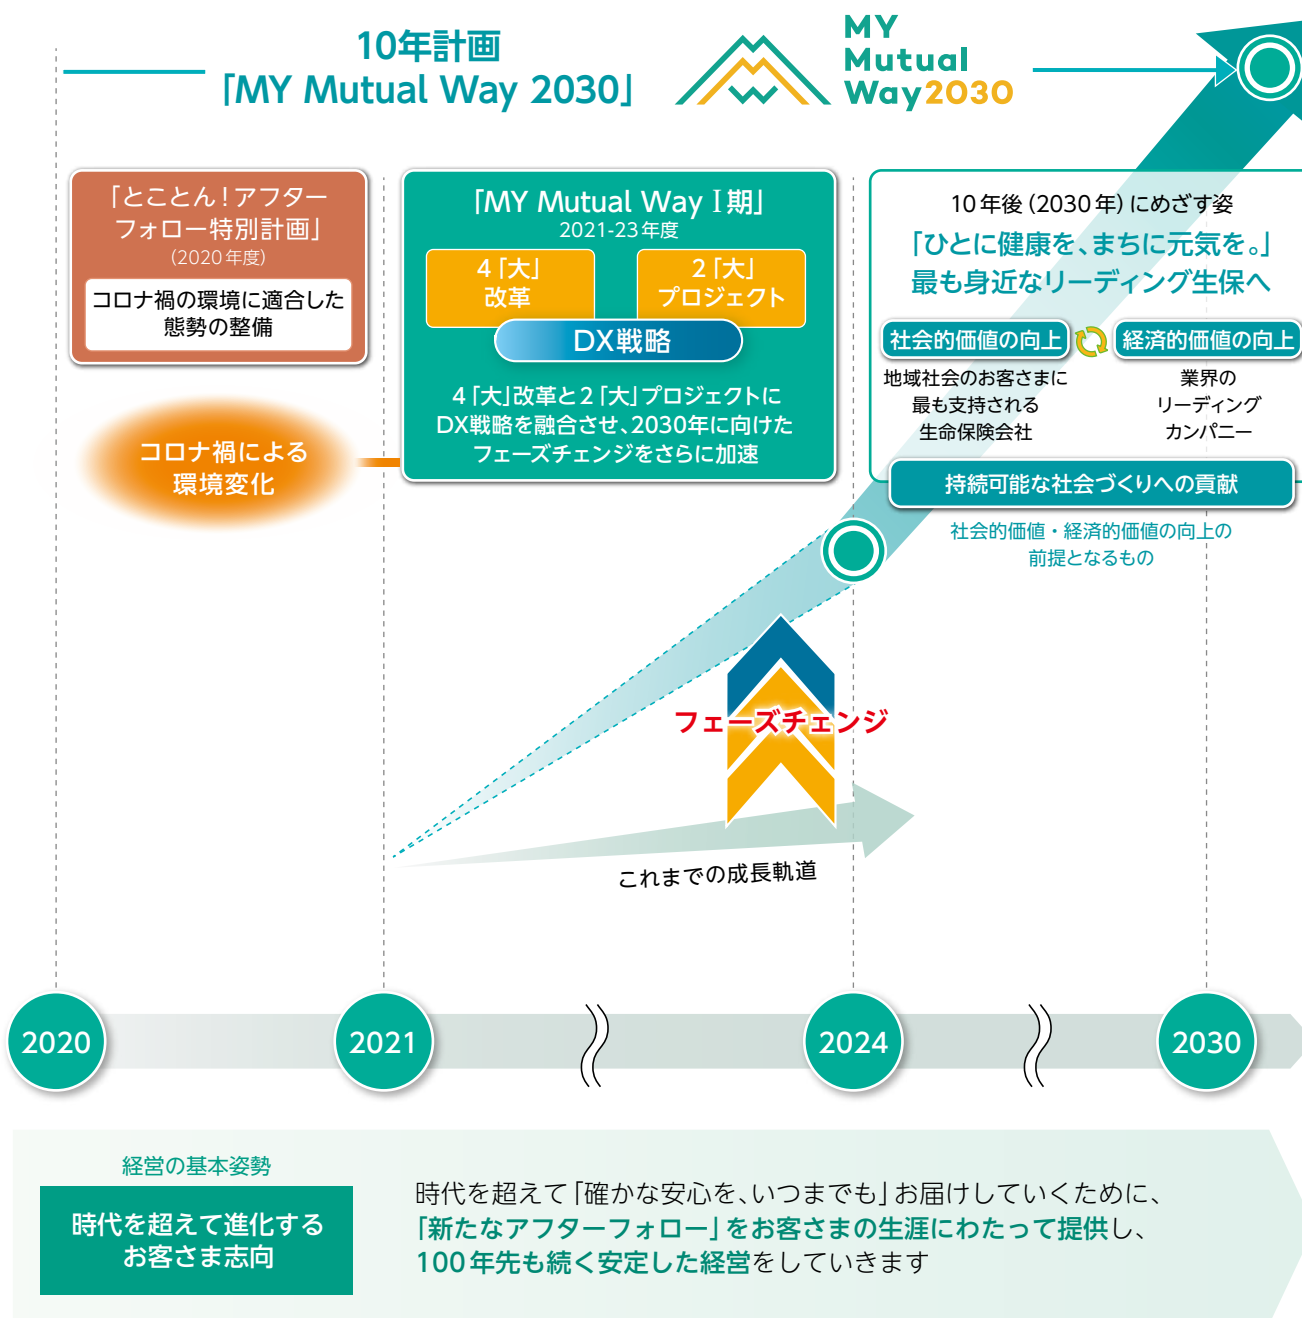 10年計画
「MY Mutual Way 2030」
MY
Mutual
Way2030
「とことん！アフター
フォロー特別計画」
（2020年度）
コロナ禍の環境に適合した
態勢の整備
コロナ禍による
環境変化
「MY Mutual Way Ⅰ期」
2021-23年度
4「大」
改革
2「大」
プロジェクト
DX戦略
4「大」改革と2「大」プロジェクトに
DX戦略を融合させ、2030年に向けた
フェーズチェンジをさらに加速
10年後（2030年）にめざす姿
「ひとに健康を、まちに元気を。」
最も身近なリーディング生保へ
社会的価値の向上
経済的価値の向上
地域社会のお客さまに
最も支持される
生命保険会社
業界の
リーディング
カンパニー
持続可能な社会づくりへの貢献
社会的価値・経済的価値の向上の
前提となるもの
フェーズチェンジ
これまでの成長軌道
2020
2021
2024
2030
経営の基本姿勢
時代を超えて進化する
お客さま志向
時代を超えて「確かな安心を、いつまでも」お届けしていくために、
「新たなアフターフォロー」をお客さまの生涯にわたって提供し、
100年先も続く安定した経営をしていきます